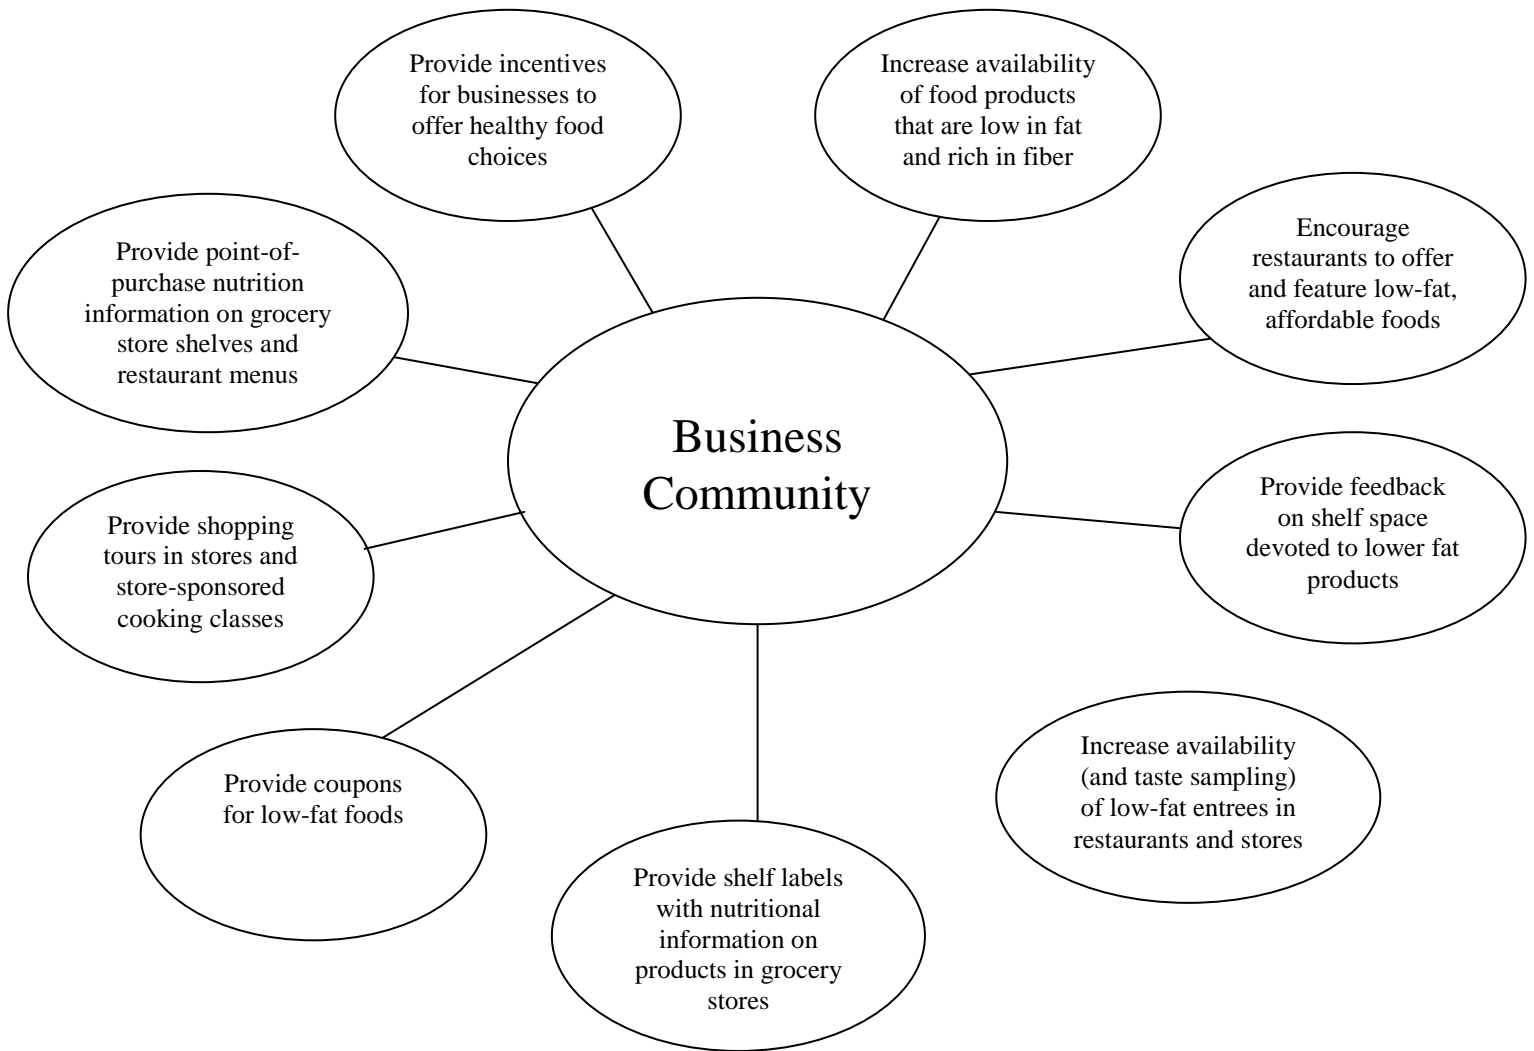 Provide incentives
for businesses to
offer healthy food
choices
Increase availability
of food products
that are low in fat
and rich in fiber
Provide point-of-
purchase nutrition
information on grocery
store shelves and
restaurant menus
Encourage
restaurants to offer
and feature low-fat,
affordable foods
Business
Community
Provide shopping
tours in stores and
store-sponsored
cooking classes
Provide feedback
on shelf space
devoted to lower fat
products
Provide coupons
for low-fat foods
Increase availability
(and taste sampling)
of low-fat entrees in
restaurants and stores
Provide shelf labels
with nutritional
information on
products in grocery
stores